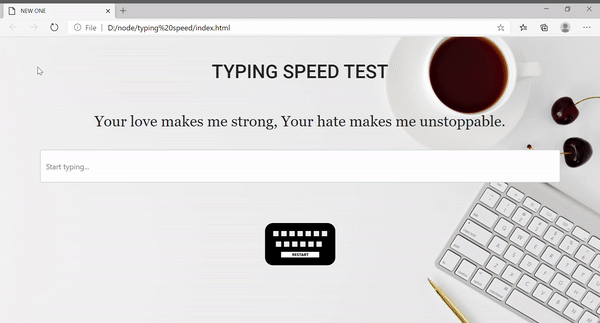 NEW ONE
File | D:/node/typing%20speed/index.html
TYPING SPEED TEST
Your love makes me strong, Your hate makes me unstoppable.
Start typing...
RESTART